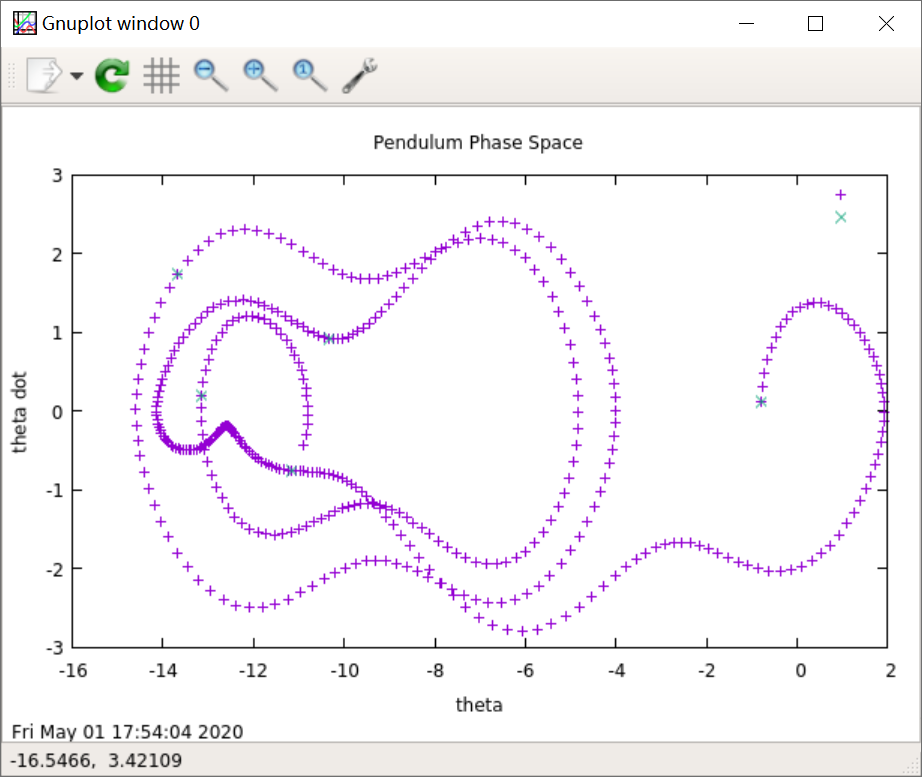 Gnuplot window 0
1
Pendulum Phase Space
3
2
1
0
-1
-2
-3
theta dot
-16 -14 -12 -10 -8 -6 -4 -2 0 2
theta
Fri May 01 17:54:04 2020
-16.5466, 3.42109